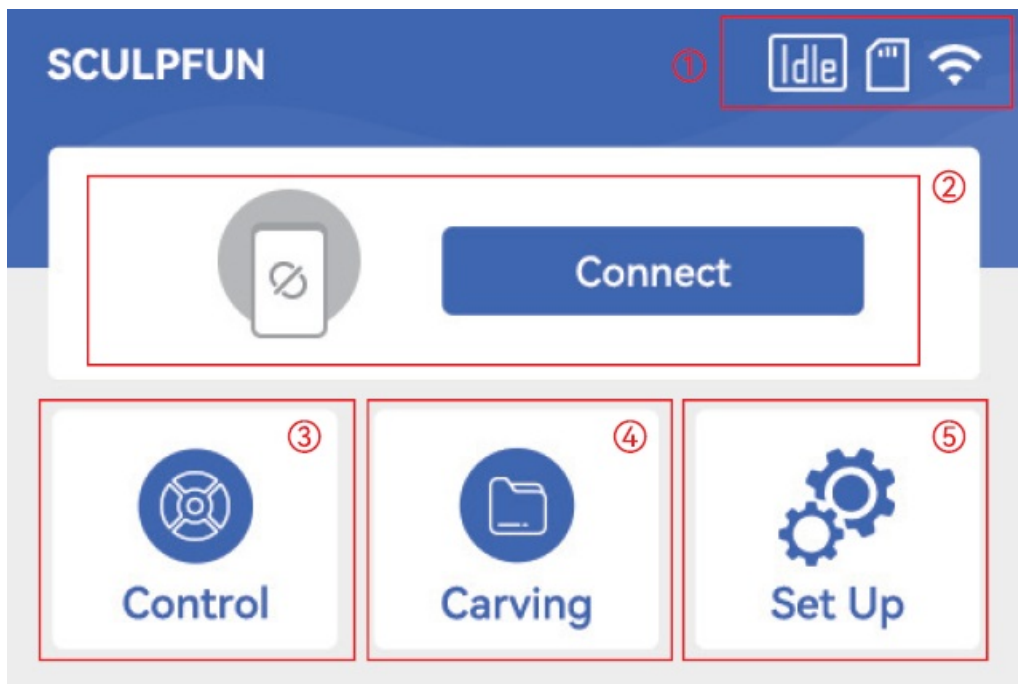 SCULPFUN
① Idle
②
Connect
③ ④ ⑤
Control Carving Set Up